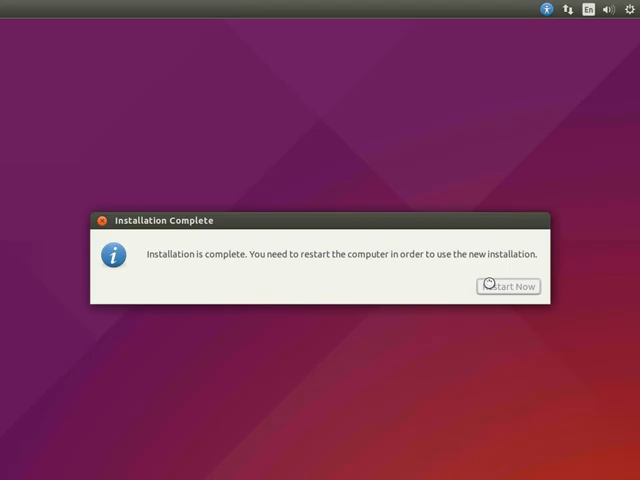 En
Installation Complete
Installation is complete. You need to restart the computer in order to use the new installation.
Restart Now